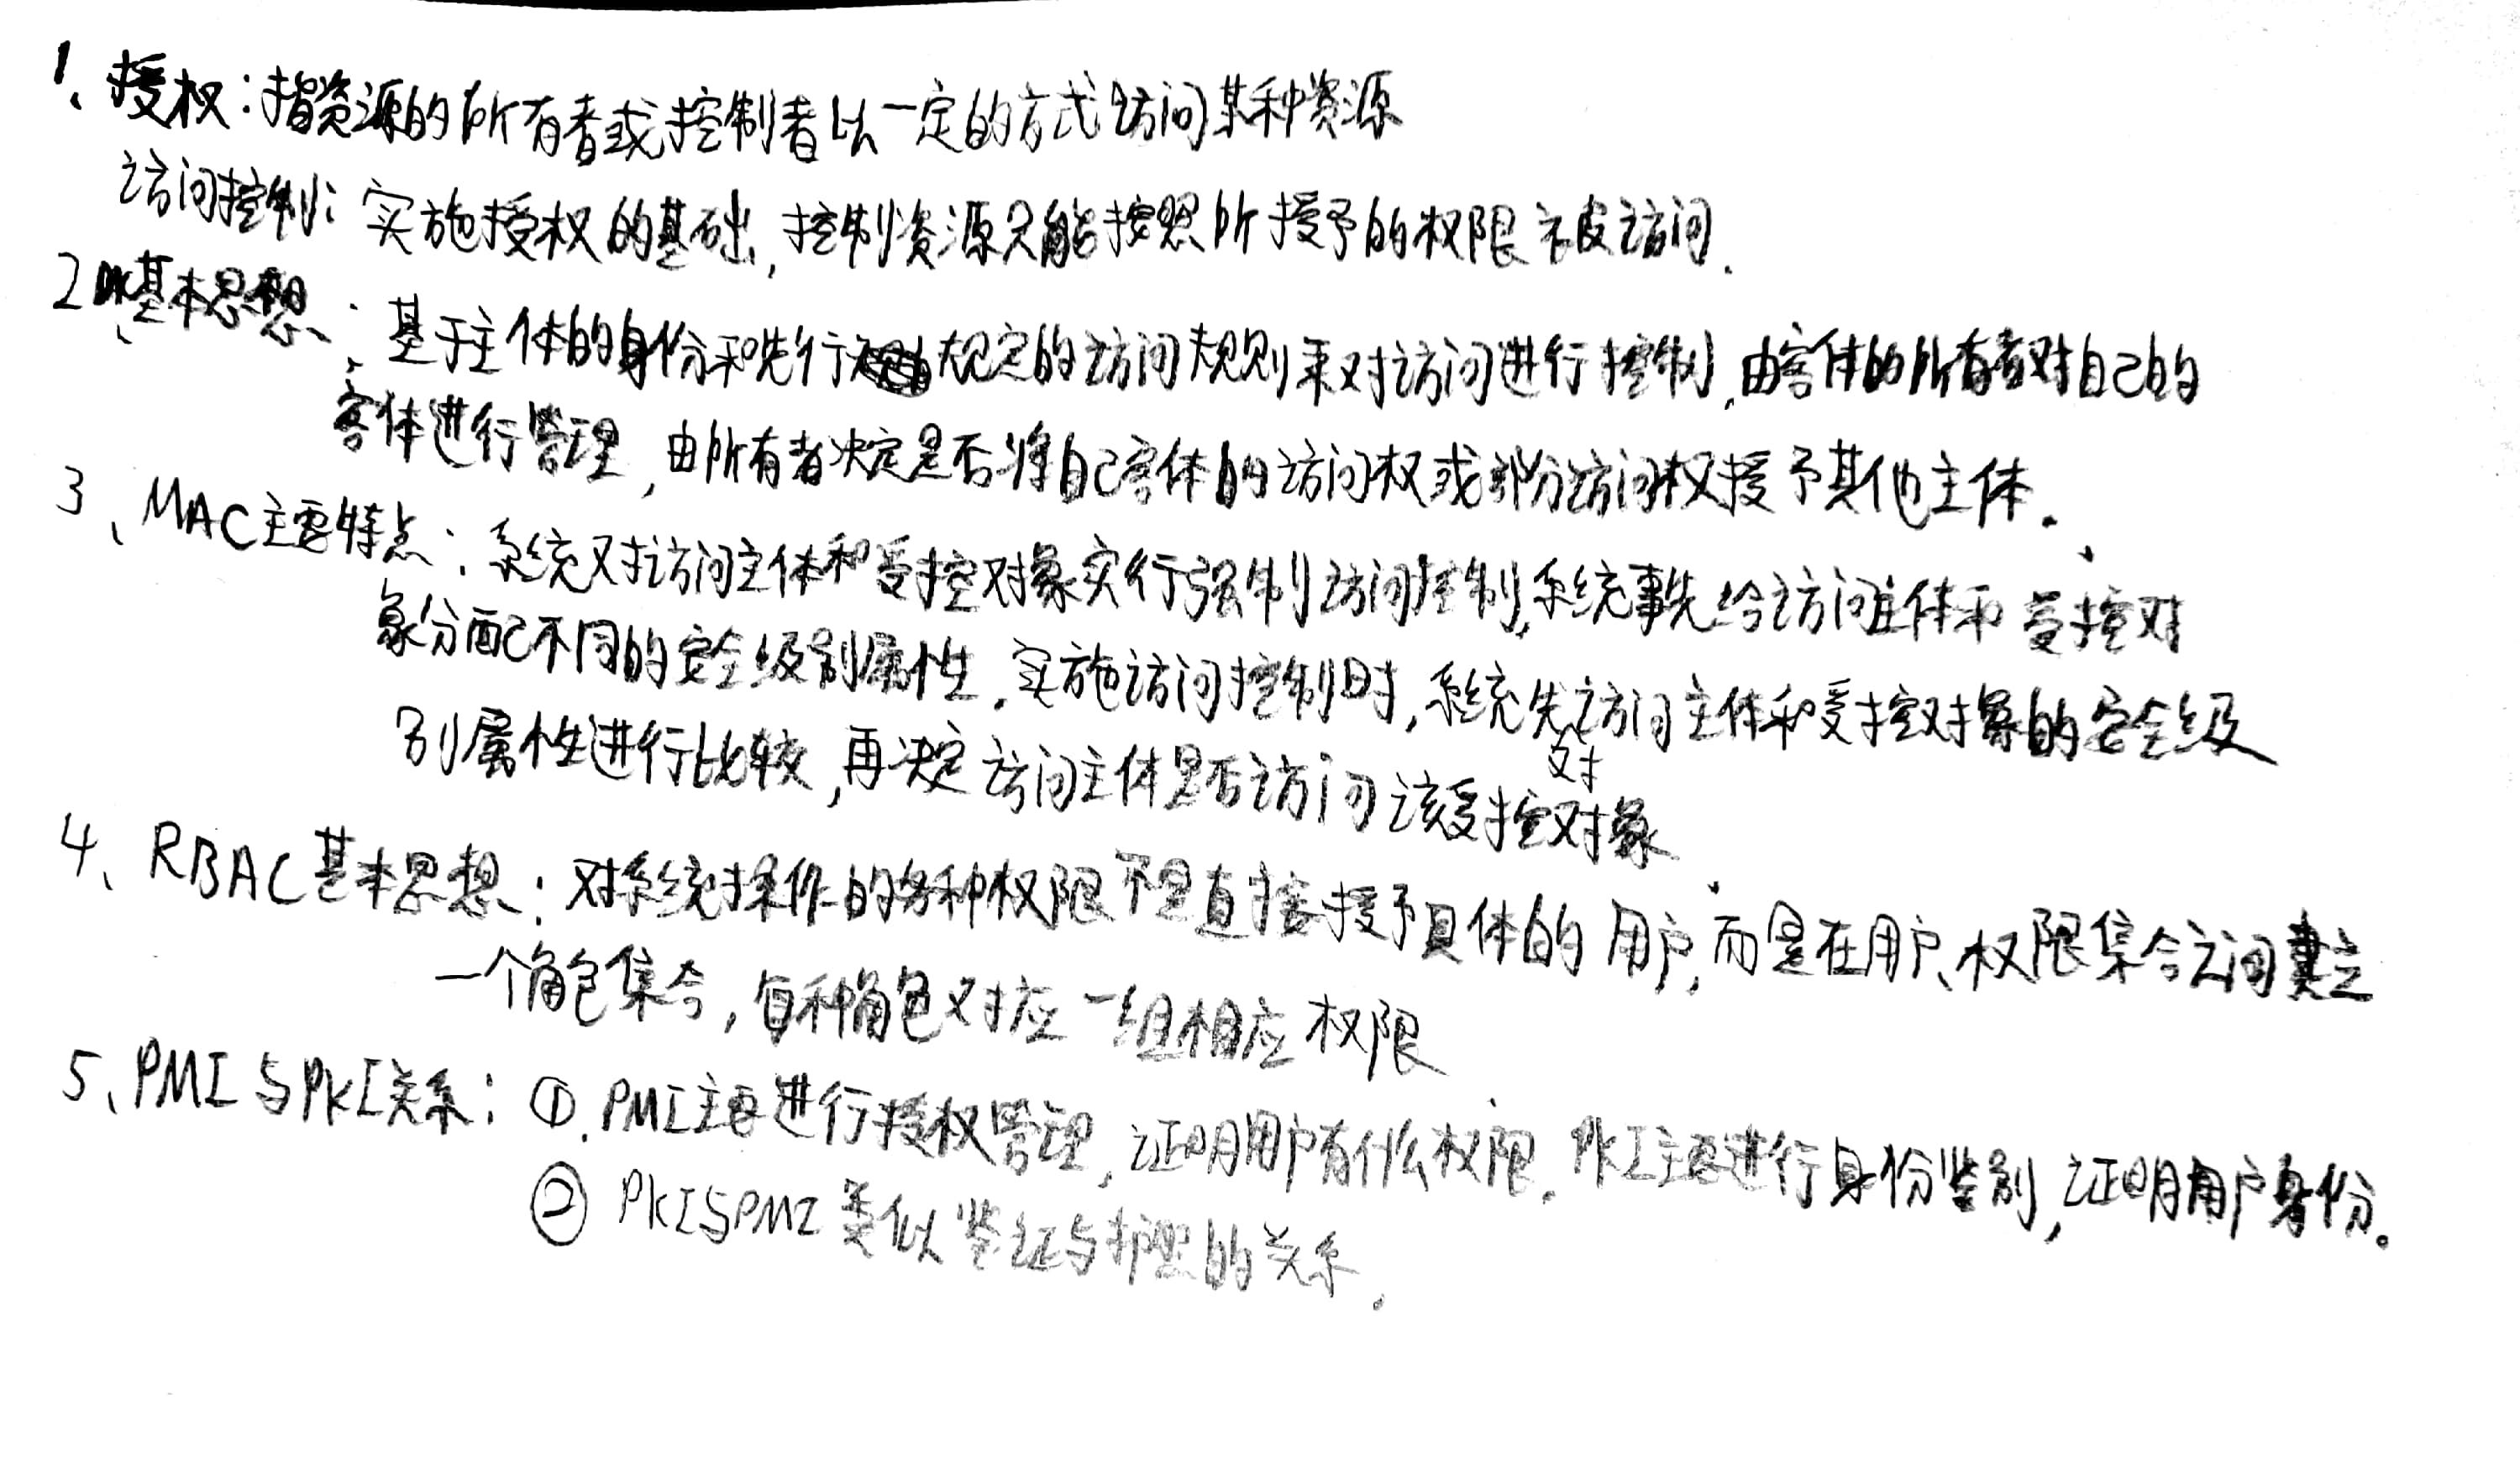 1、授权：指资源的所有者或控制者以一定的方式访问某种资源
访问控制：实施授权的基础，控制资源只能按照所授予的权限被访问.
2、基本思想：基于主体的身份和先行规定的访问规则来对访问进行控制，由客体的所有者对自己的
客体进行管理，由所有者决定是否将自己客体的访问权或部分访问权授予其他主体。
3、MAC主要特点：系统对访问主体和受控对象实行强制访问控制，系统事先给访问主体和受控对
象分配不同的安全级别属性，实施访问控制时，系统先对访问主体和受控对象的安全级
别属性进行比较，再决定访问主体是否访问该受控对象
4、RBAC基本思想：对系统操作的各种权限不是直接授予具体的用户，而是在用户、权限集合之间建立
一个角色集合，每种角色对应一组相应权限
5、PMI与PKI关系：①.PMI主要进行授权管理，证明用户有什么权限，PKI主要进行身份鉴别，证明用户身份。
② PKI与PMI类似签证与护照的关系.